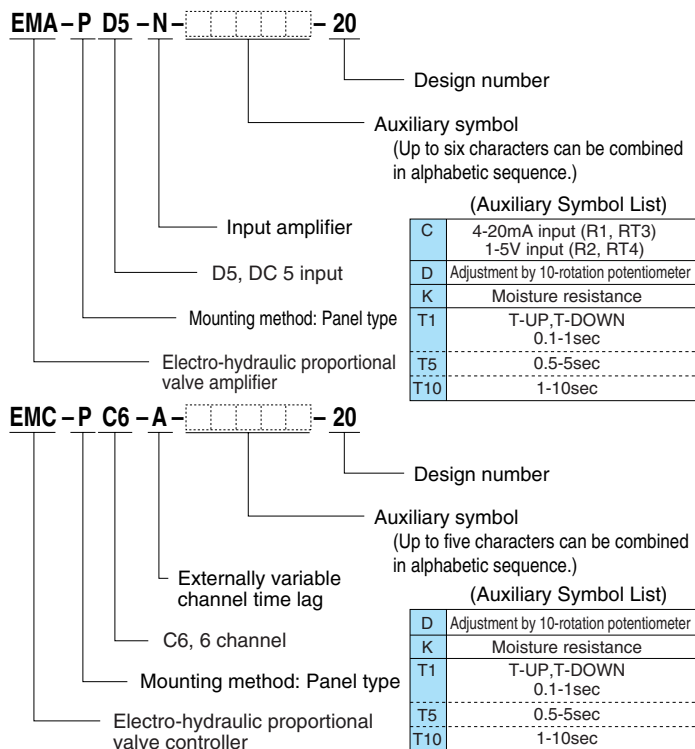 EMA – P D5 – N – – 20
Design number
Auxiliary symbol
(Up to six characters can be combined
in alphabetic sequence.)
(Auxiliary Symbol List)
Input amplifier
D5, DC 5 input
Mounting method: Panel type
Electro-hydraulic proportional
valve amplifier
C 4-20mA input (R1, RT3)
1-5V input (R2, RT4)
D Adjustment by 10-rotation potentiometer
K Moisture resistance
T1 T-UP,T-DOWN
0.1-1sec
T5 0.5-5sec
T10 1-10sec
EMC – P C6 – A – – 20
Design number
Auxiliary symbol
(Up to five characters can be combined
in alphabetic sequence.)
(Auxiliary Symbol List)
Externally variable
channel time lag
C6, 6 channel
Mounting method: Panel type
Electro-hydraulic proportional
valve controller
D Adjustment by 10-rotation potentiometer
K Moisture resistance
T1 T-UP,T-DOWN
0.1-1sec
T5 0.5-5sec
T10 1-10sec